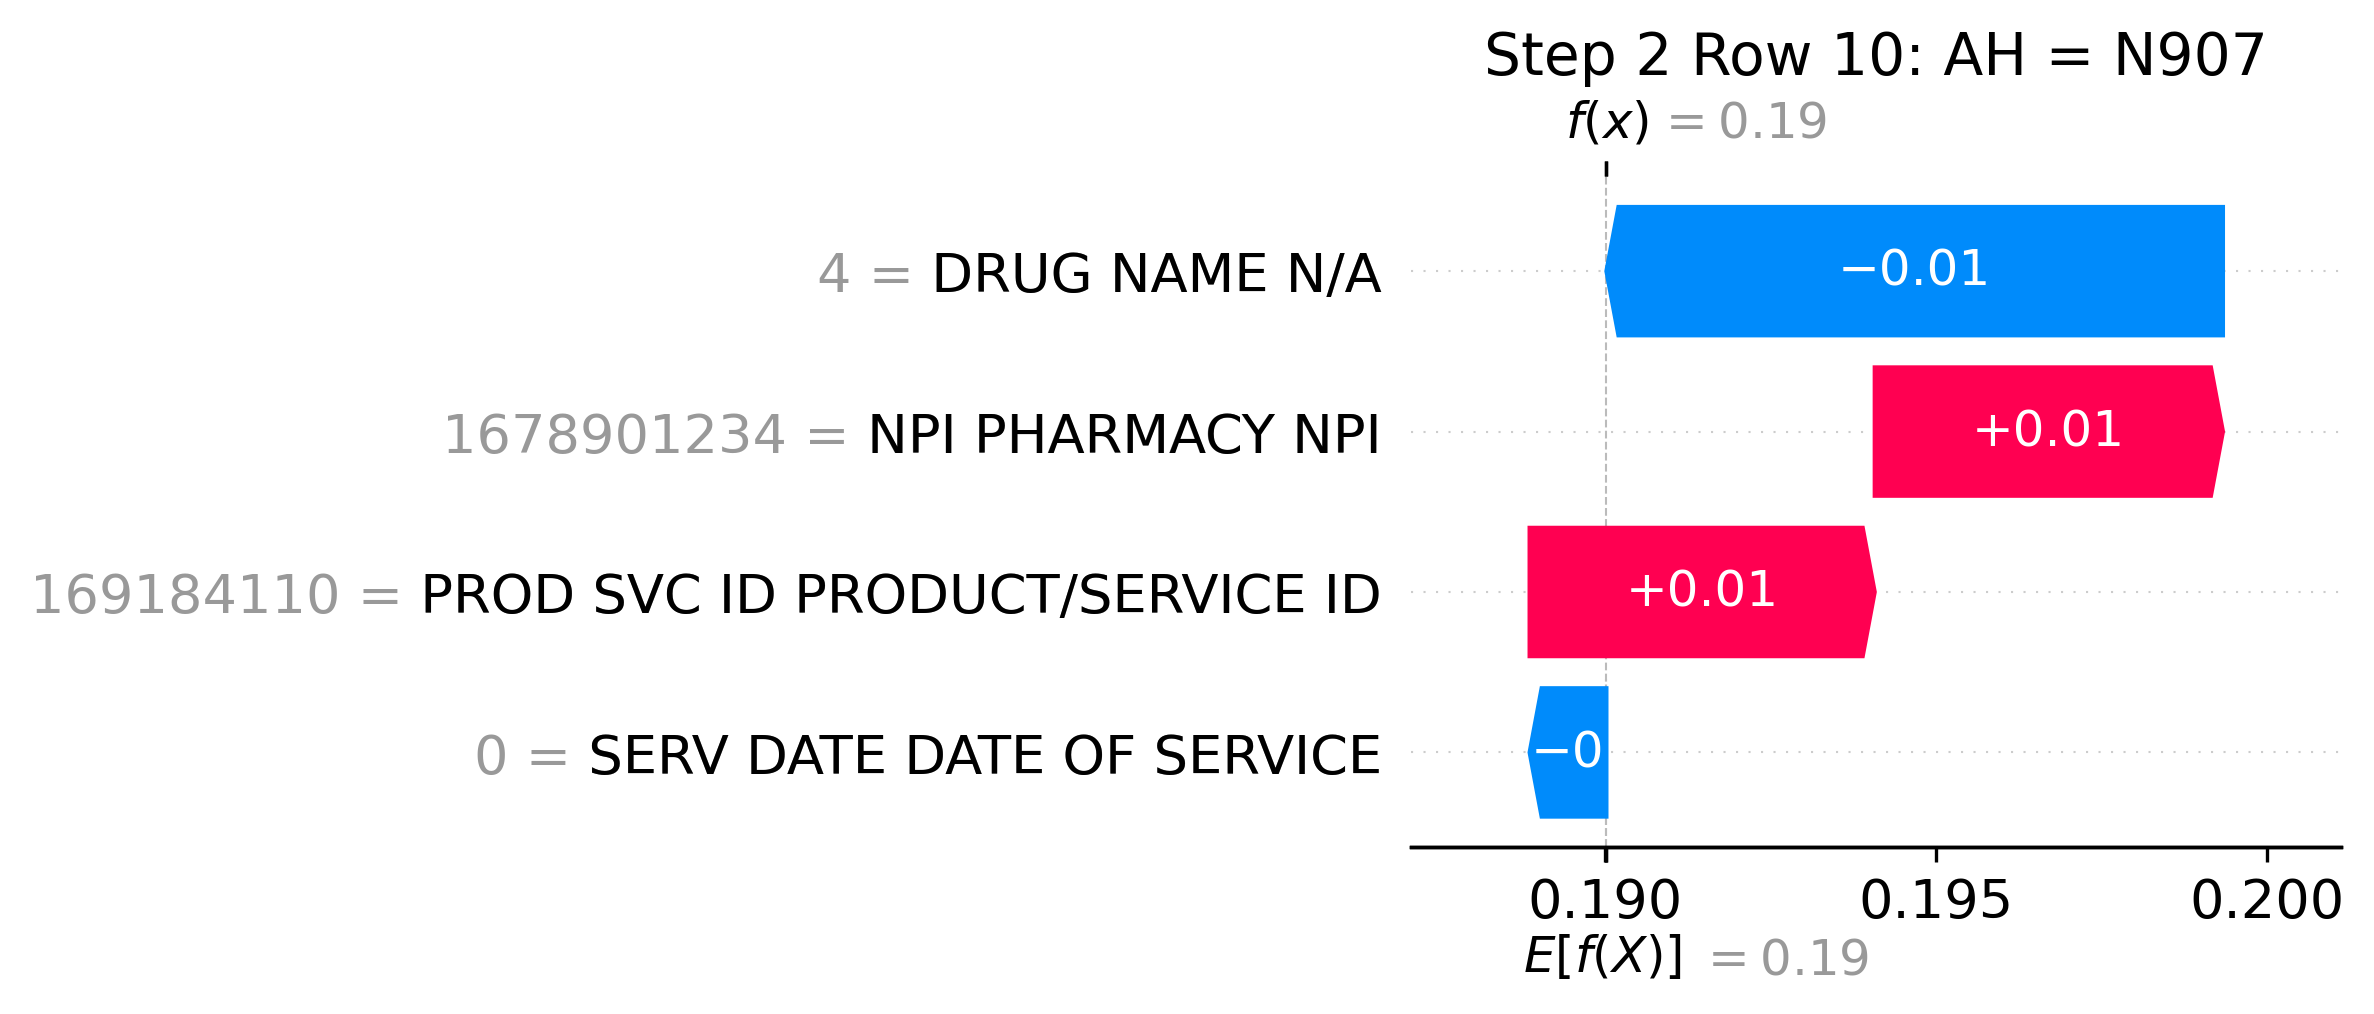 Step 2 Row 10: AH = N907
f(x) = 0.19
4 = DRUG NAME N/A
−0.01
1678901234 = NPI PHARMACY NPI
+0.01
169184110 = PROD SVC ID PRODUCT/SERVICE ID
+0.01
0 = SERV DATE DATE OF SERVICE
−0
0.190 0.195 0.200
E[f(X)] = 0.19